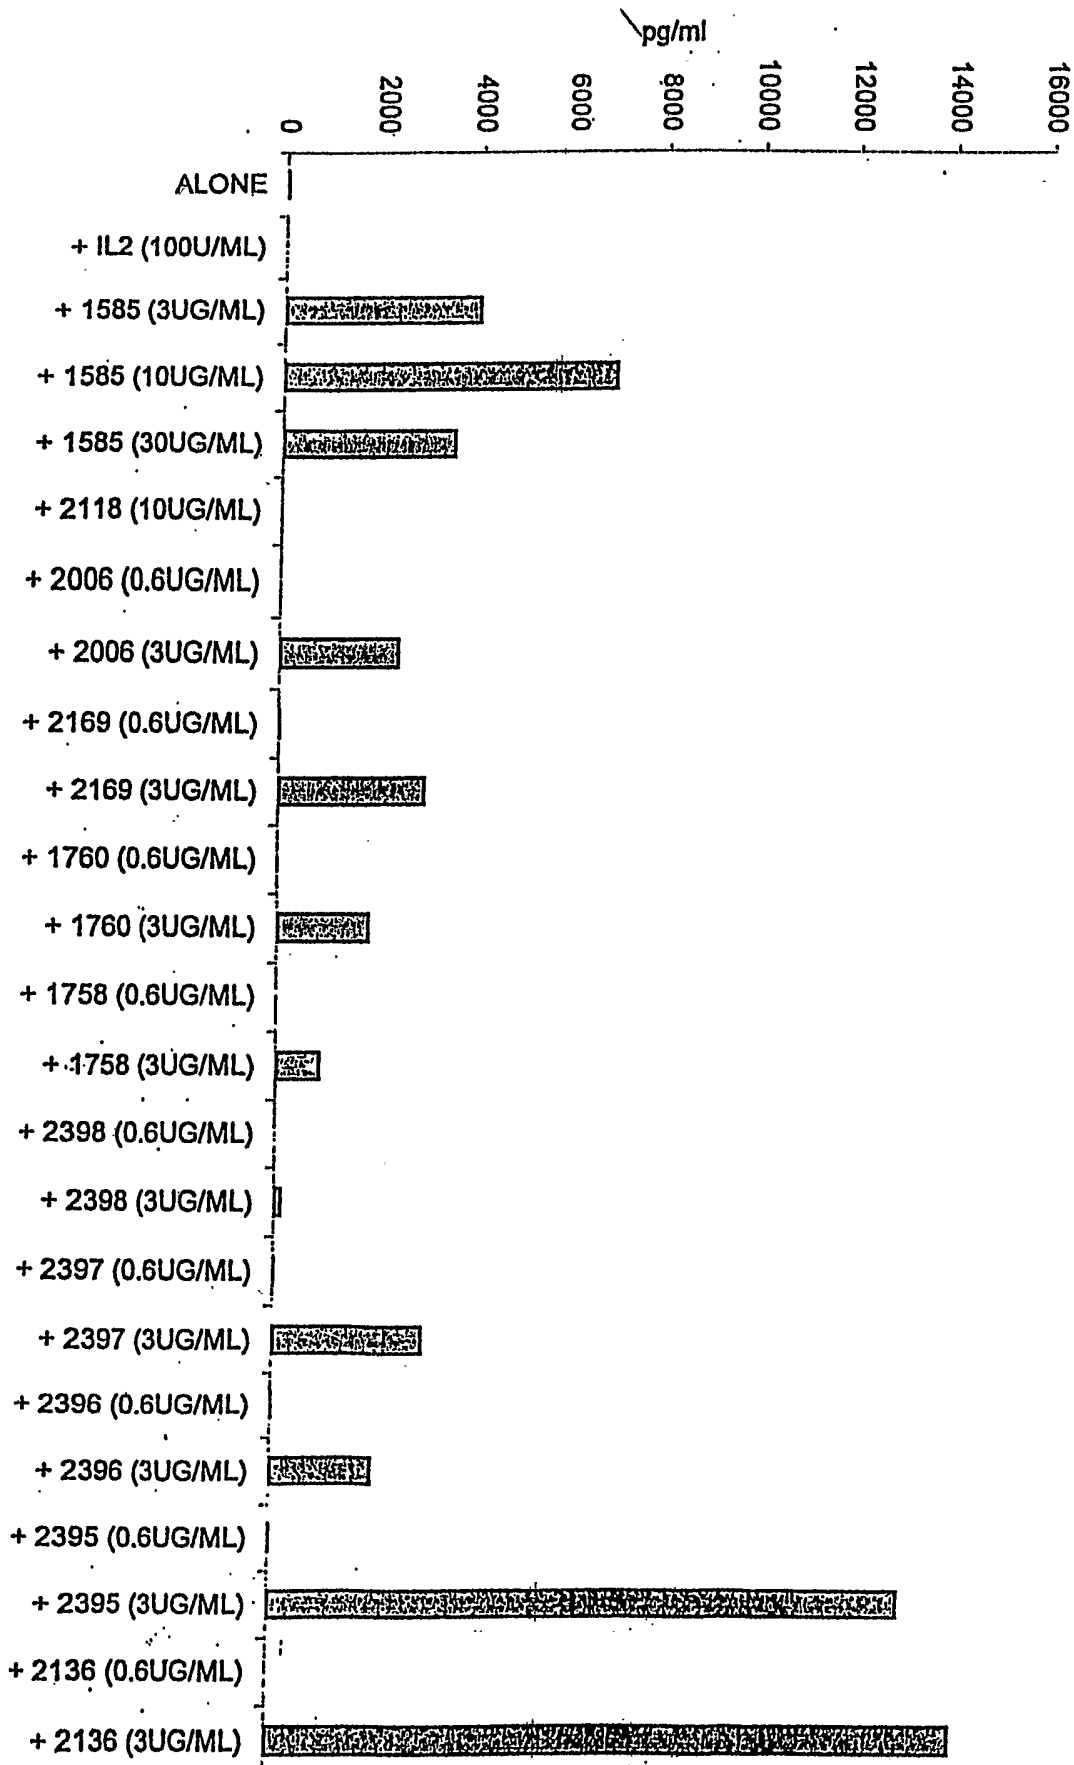 pg/ml
0
2000
4000
6000
8000
10000
12000
14000
16000
ALONE
+ IL2 (100U/ML)
+ 1585 (3UG/ML)
+ 1585 (10UG/ML)
+ 1585 (30UG/ML)
+ 2118 (10UG/ML)
+ 2006 (0.6UG/ML)
+ 2006 (3UG/ML)
+ 2169 (0.6UG/ML)
+ 2169 (3UG/ML)
+ 1760 (0.6UG/ML)
+ 1760 (3UG/ML)
+ 1758 (0.6UG/ML)
+ 1758 (3UG/ML)
+ 2398 (0.6UG/ML)
+ 2398 (3UG/ML)
+ 2397 (0.6UG/ML)
+ 2397 (3UG/ML)
+ 2396 (0.6UG/ML)
+ 2396 (3UG/ML)
+ 2395 (0.6UG/ML)
+ 2395 (3UG/ML)
+ 2136 (0.6UG/ML)
+ 2136 (3UG/ML)